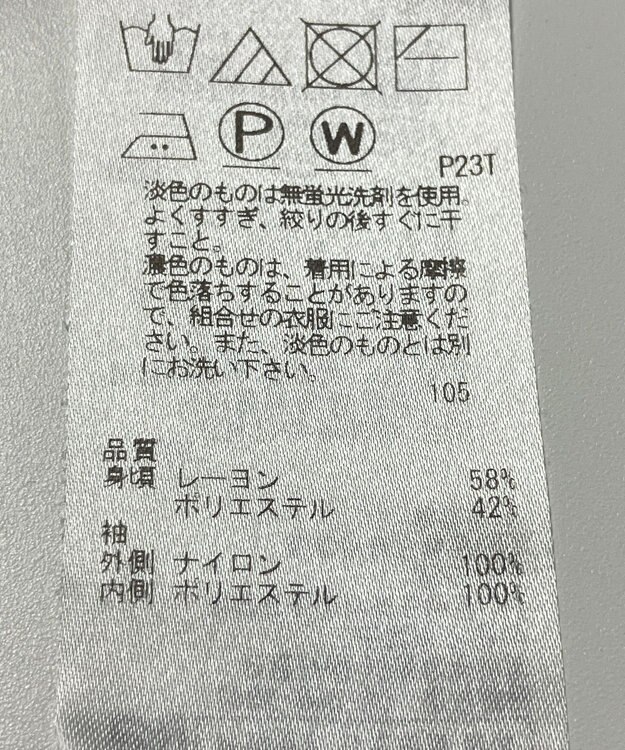 P W
P23T
淡色のものは無蛍光洗剤を使用。
よくすすぎ、絞りの後すぐに干
すこと。
濃色のものは、着用による摩擦
で色落ちすることがありますの
で、組合せの衣服にご注意くだ
さい。また、淡色のものとは別
にお洗い下さい。
105
品質
身頃 レーヨン 58%
ポリエステル 42%
袖
外側 ナイロン 100%
内側 ポリエステル 100%